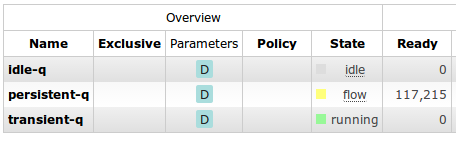 Overview
Name Exclusive Parameters Policy State Ready
idle-q D idle 0
persistent-q D flow 117,215
transient-q D running 0